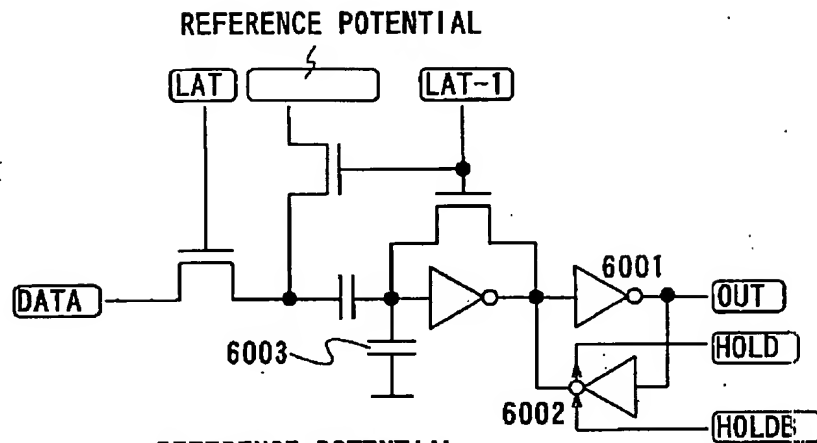 REFERENCE POTENTIAL
LAT
LAT-1
6001
DATA
OUT
6003
HOLD
6002
HOLDB
REFERENCE POTENTIAL